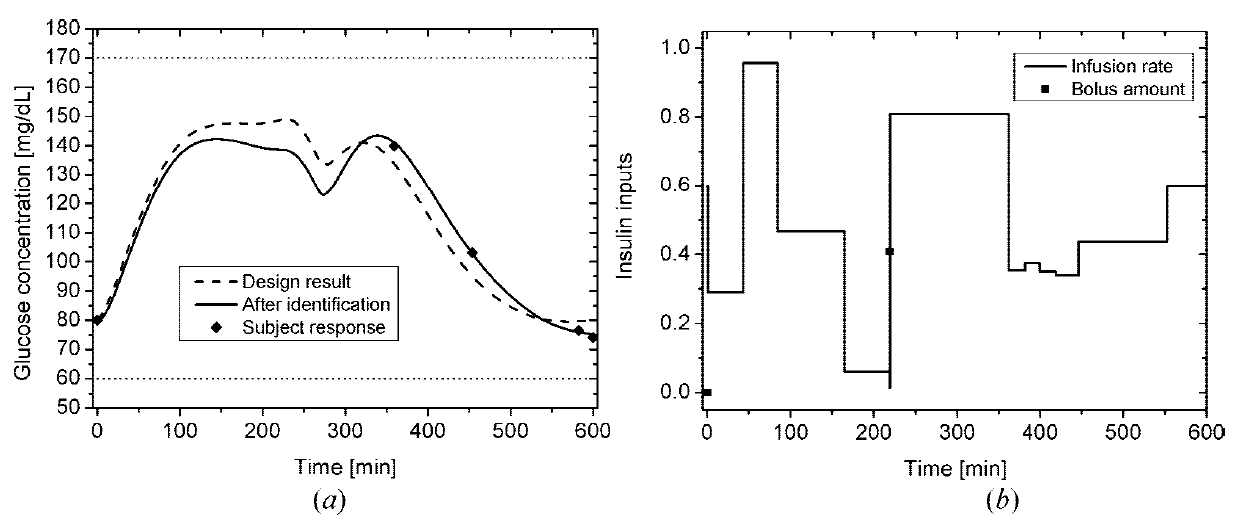 180
170
160
150
140
130
120
110
100
90
80
70
60
50
Glucose concentration [mg/dL]
Design result
After identification
Subject response
0 100 200 300 400 500 600
Time [min]
(a)
1.0
0.8
0.6
0.4
0.2
0.0
Insulin inputs
Infusion rate
Bolus amount
0 100 200 300 400 500 600
Time [min]
(b)